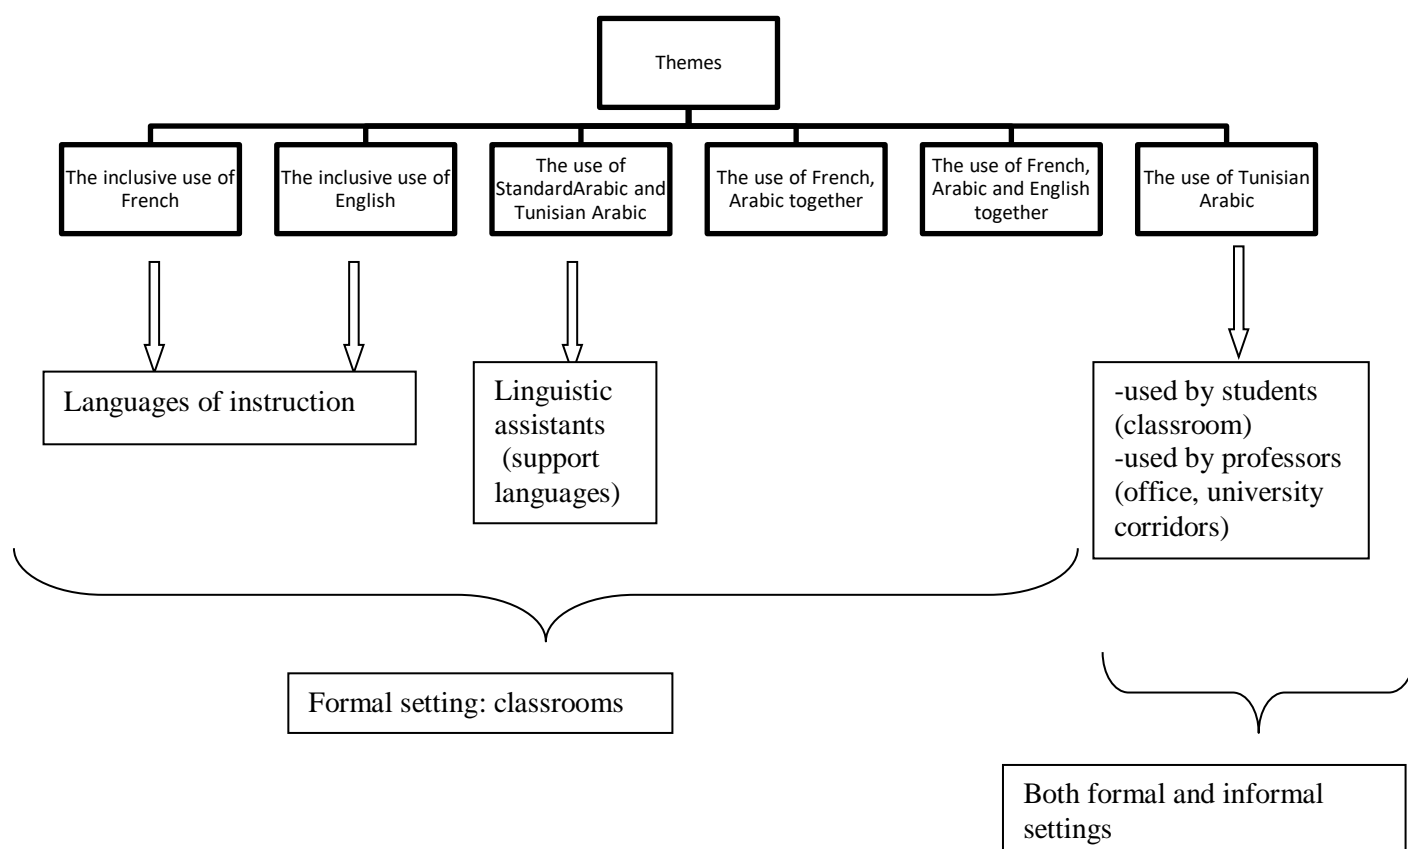 Themes
The inclusive use of
French
The inclusive use of
English
The use of
StandardArabic and
Tunisian Arabic
The use of French,
Arabic together
The use of French,
Arabic and English
together
The use of Tunisian
Arabic
Languages of instruction
Linguistic
assistants
(support
languages)
-used by students
(classroom)
-used by professors
(office, university
corridors)
Formal setting: classrooms
Both formal and informal
settings